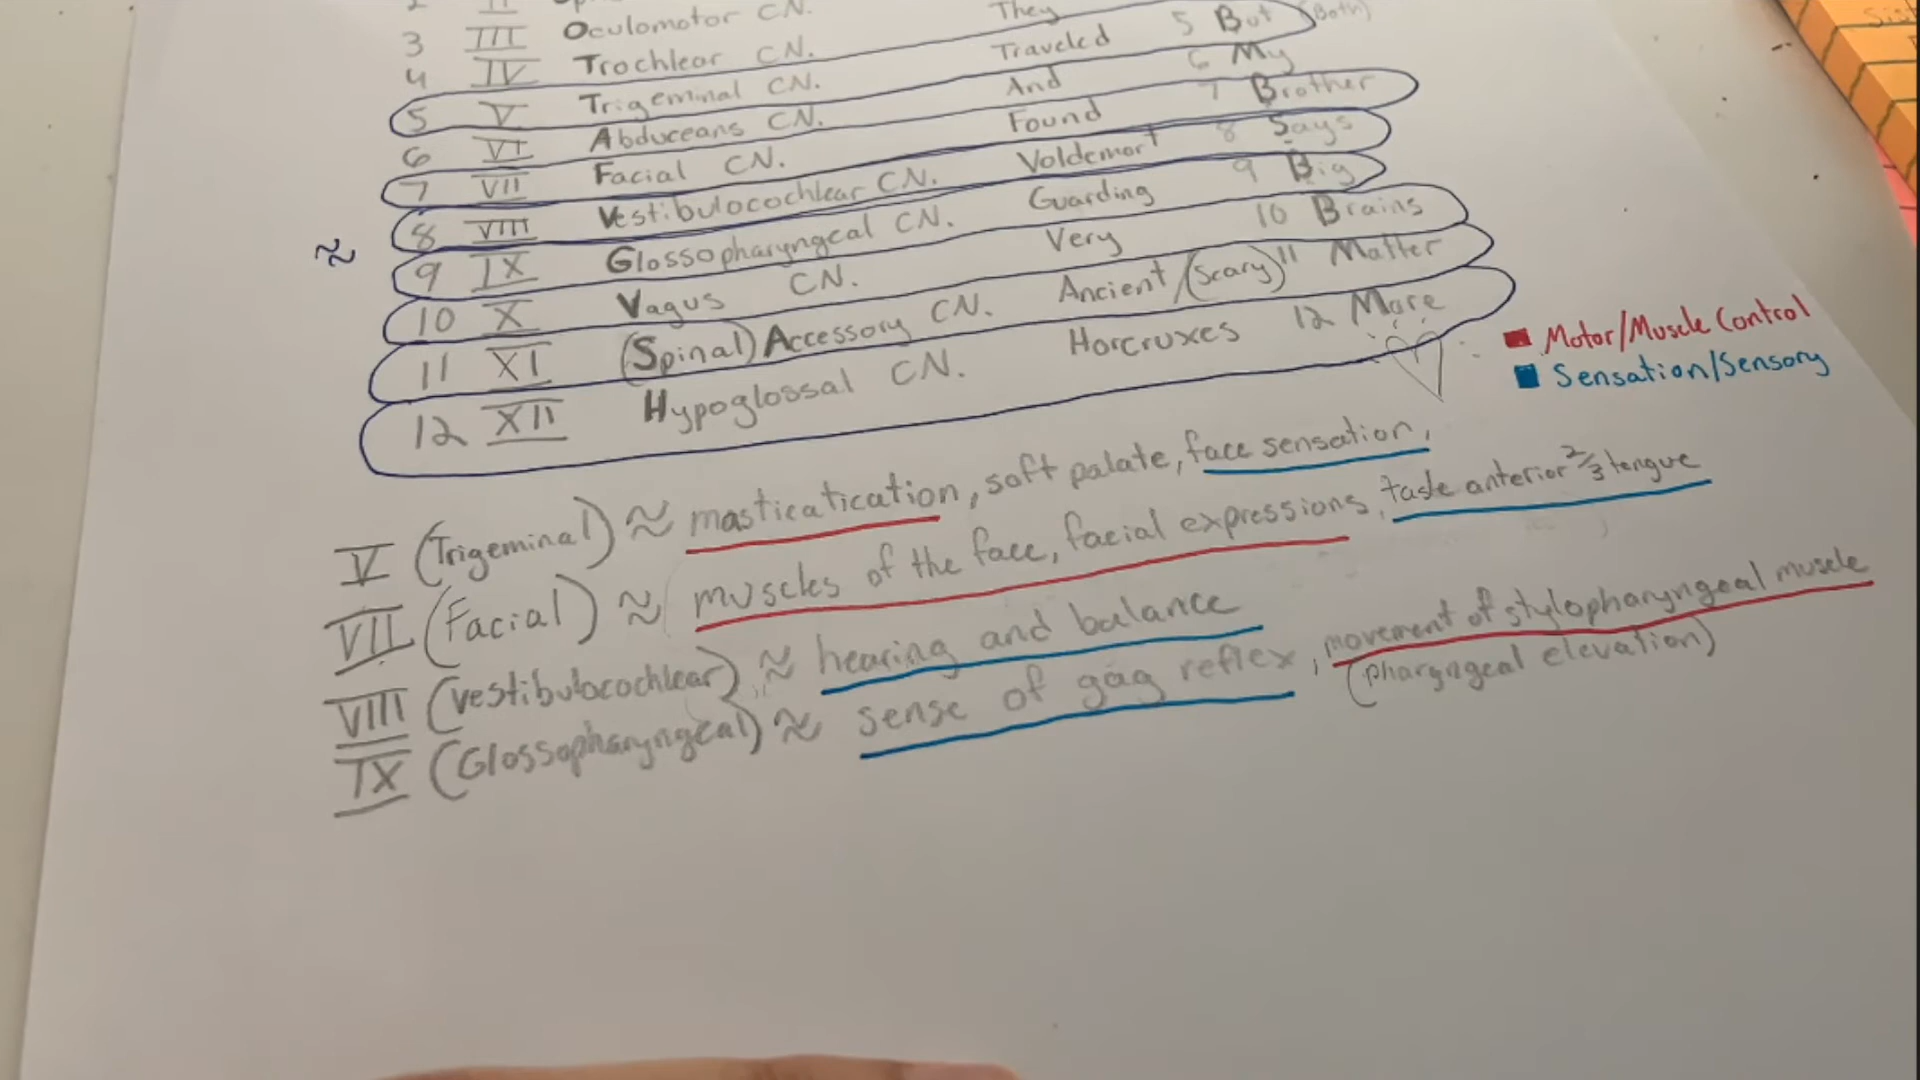 3 III Oculomotor CN. They
4 IV Trochlear CN. Traveled 5 But (Both)
5 V Trigeminal CN. And 6 My
6 VI Abduceans CN. Found 7 Brother
7 VII Facial CN. Voldemort 8 Says
8 VIII Vestibulocochlear CN. Guarding 9 Big
9 IX Glossopharyngeal CN. Very 10 Brains
10 X Vagus CN. Ancient/(Scary) 11 Matter
11 XI (Spinal) Accessory CN. Horcruxes 12 More
12 XII Hypoglossal CN.
Motor/Muscle Control
Sensation/Sensory
V (Trigeminal) ≈ masticatication, soft palate, face sensation,
VII (Facial) ≈ muscles of the face, facial expressions, taste anterior 2/3 tongue
VIII (vestibulocochlear) ≈ hearing and balance
IX (Glossopharyngeal) ≈ sense of gag reflex, movement of stylopharyngeal muscle
(pharyngeal elevation)
≈